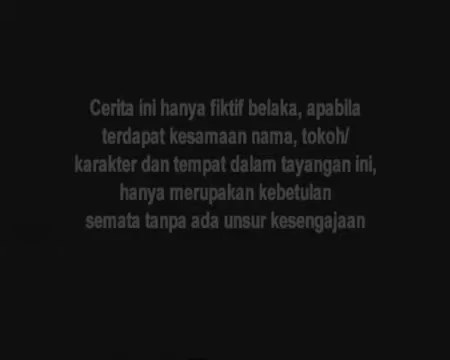 Cerita ini hanya fiktif belaka, apabila
terdapat kesamaan nama, tokoh/
karakter dan tempat dalam tayangan ini,
hanya merupakan kebetulan
semata tanpa ada unsur kesengajaan